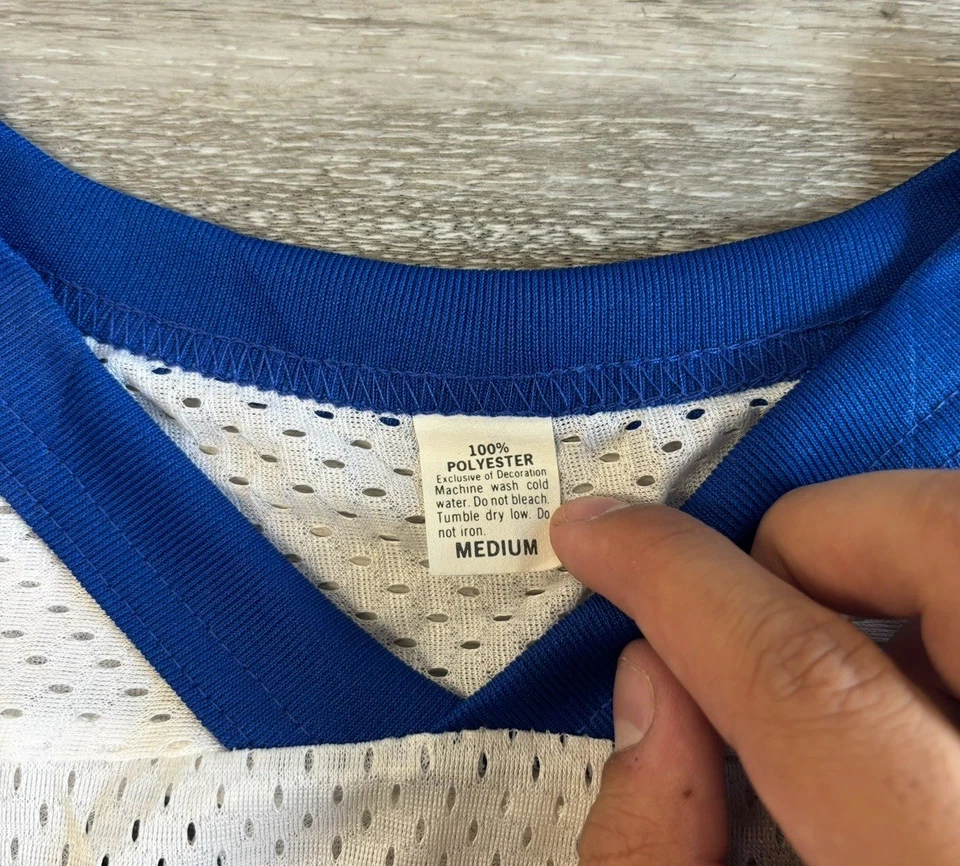 100%
POLYESTER
Exclusive of Decoration
Machine wash cold
water. Do not bleach.
Tumble dry low. Do
not iron.
MEDIUM